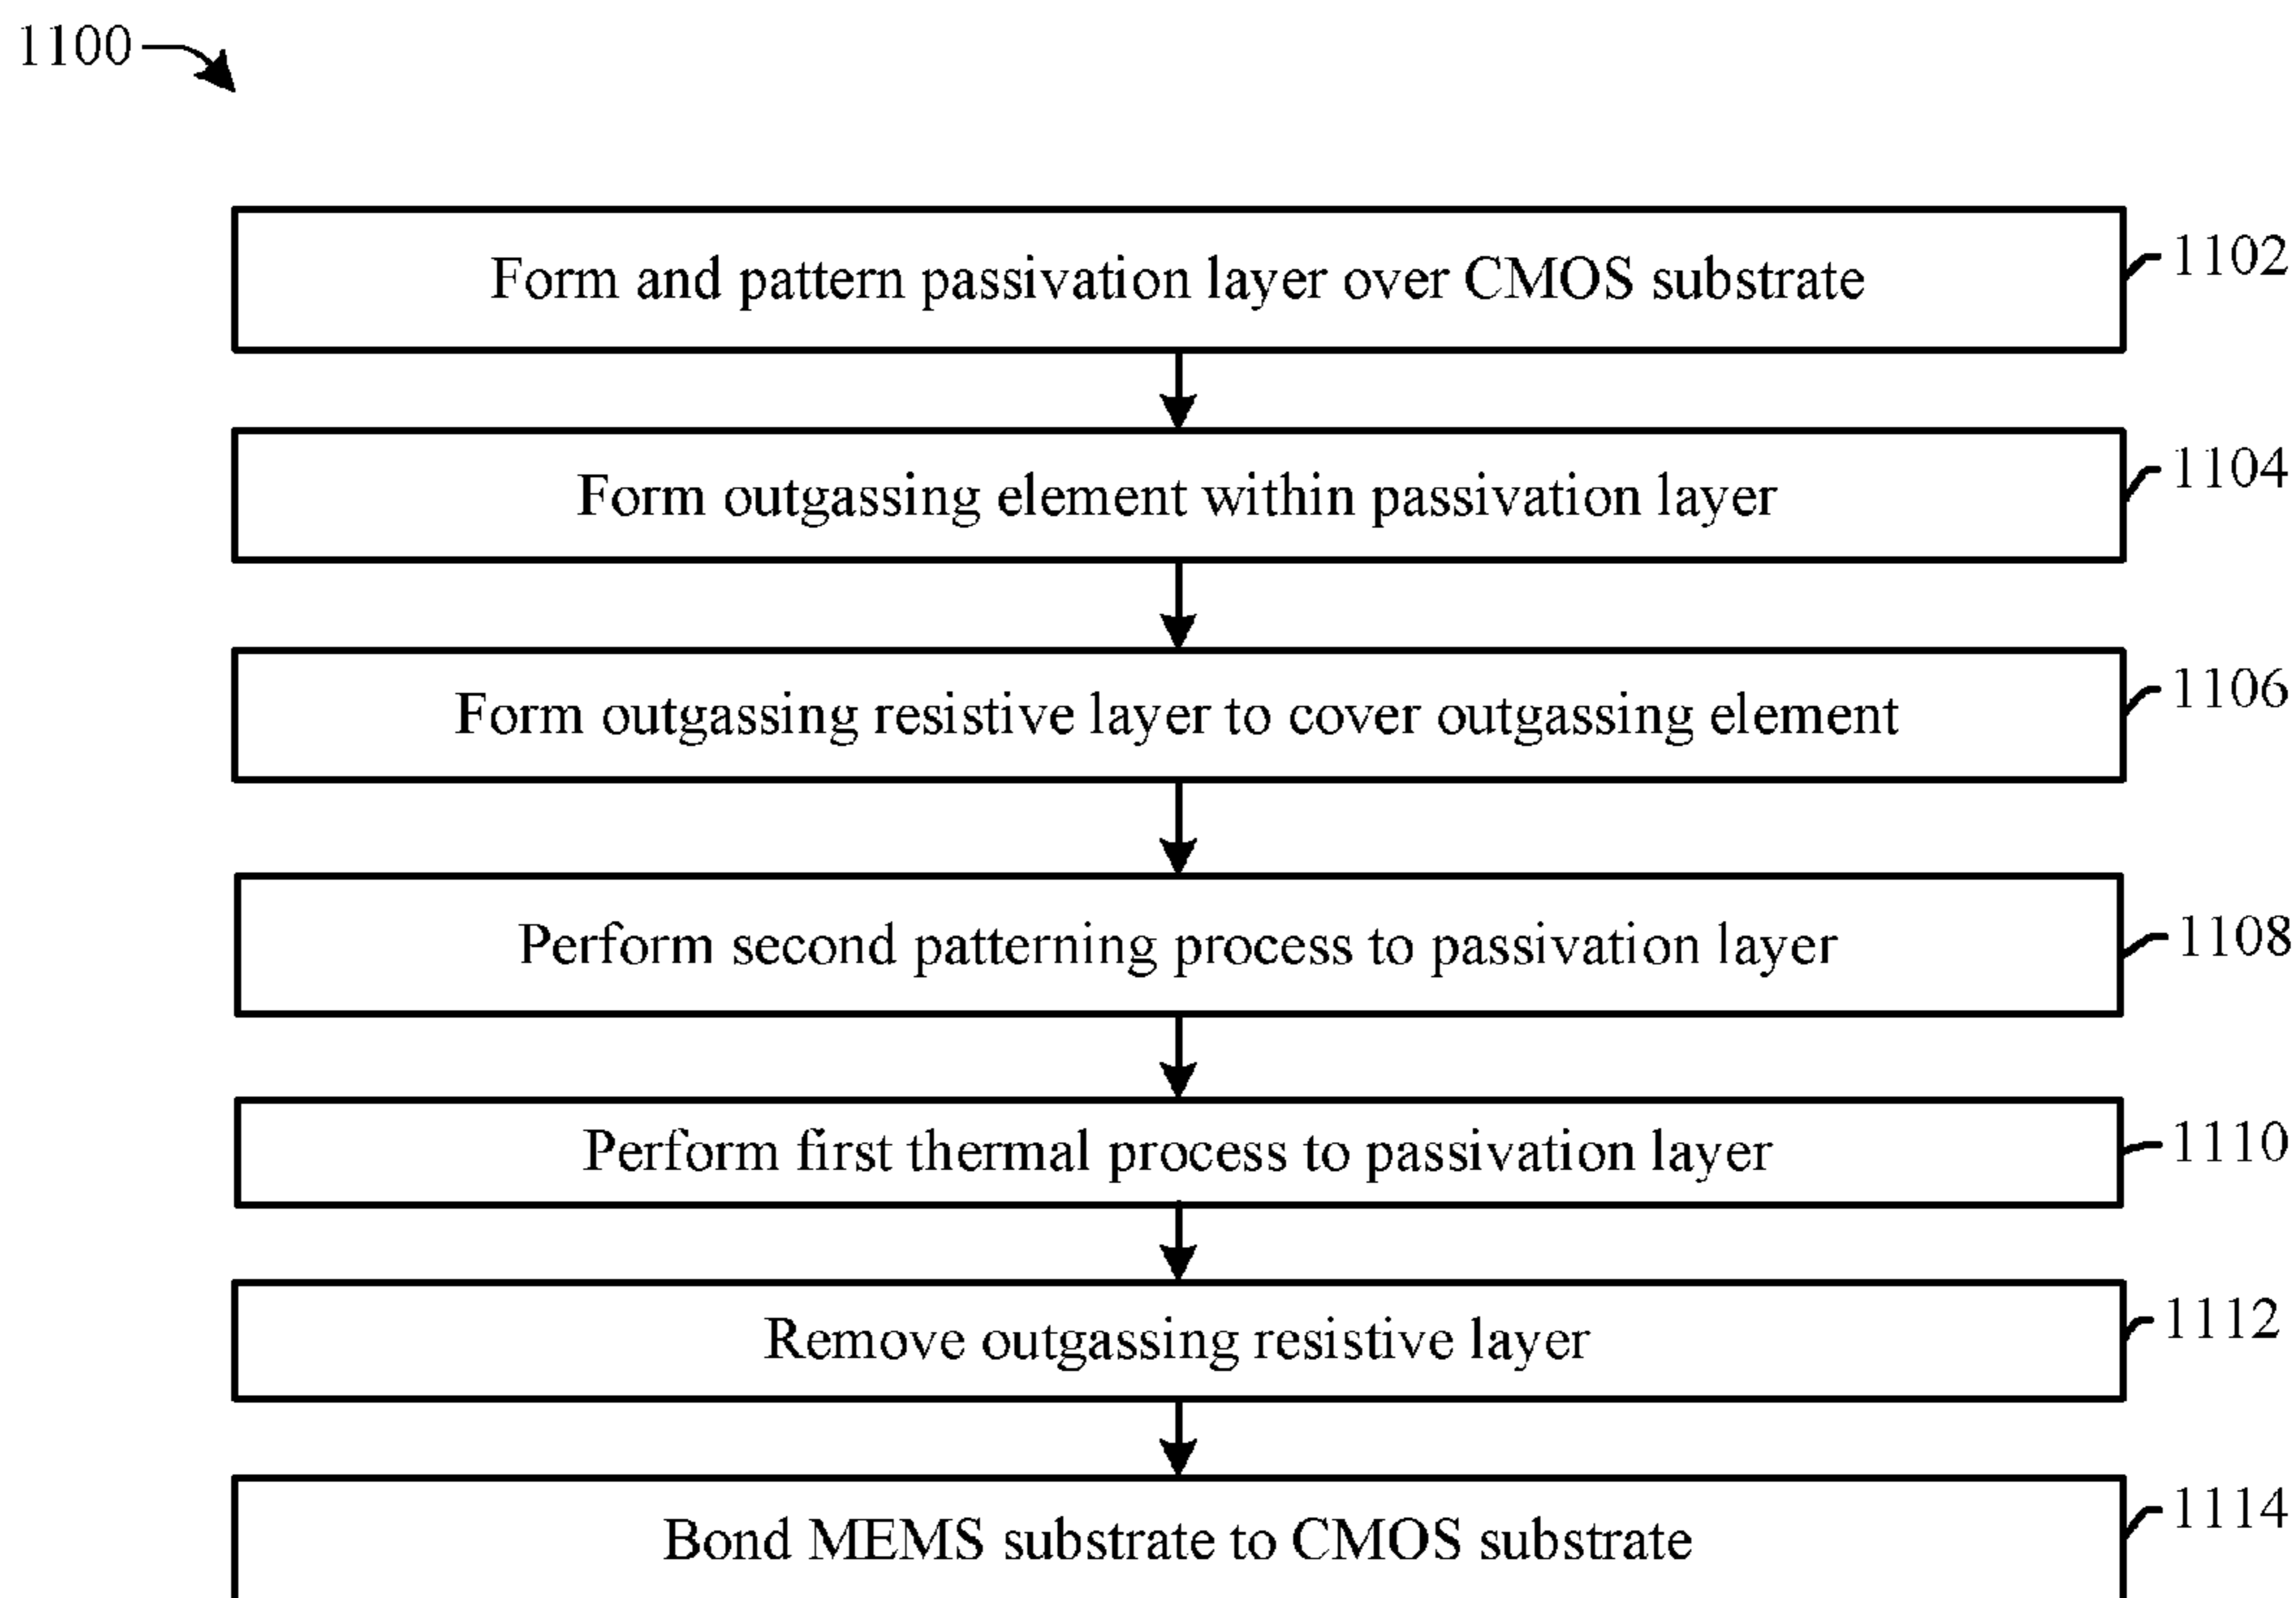 1100
Form and pattern passivation layer over CMOS substrate
1102
Form outgassing element within passivation layer
1104
Form outgassing resistive layer to cover outgassing element
1106
Perform second patterning process to passivation layer
1108
Perform first thermal process to passivation layer
1110
Remove outgassing resistive layer
1112
Bond MEMS substrate to CMOS substrate
1114